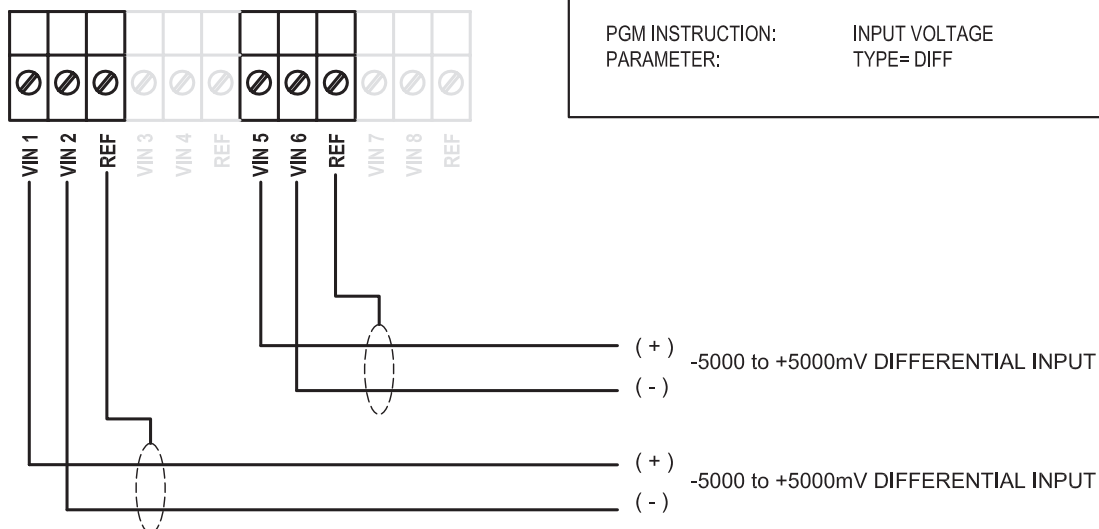 PGM INSTRUCTION: INPUT VOLTAGE
PARAMETER: TYPE= DIFF
VIN 1 VIN 2 REF VIN 3 VIN 4 REF VIN 5 VIN 6 REF VIN 7 VIN 8 REF
( + )
-5000 to +5000mV DIFFERENTIAL INPUT
( - )
( + )
-5000 to +5000mV DIFFERENTIAL INPUT
( - )